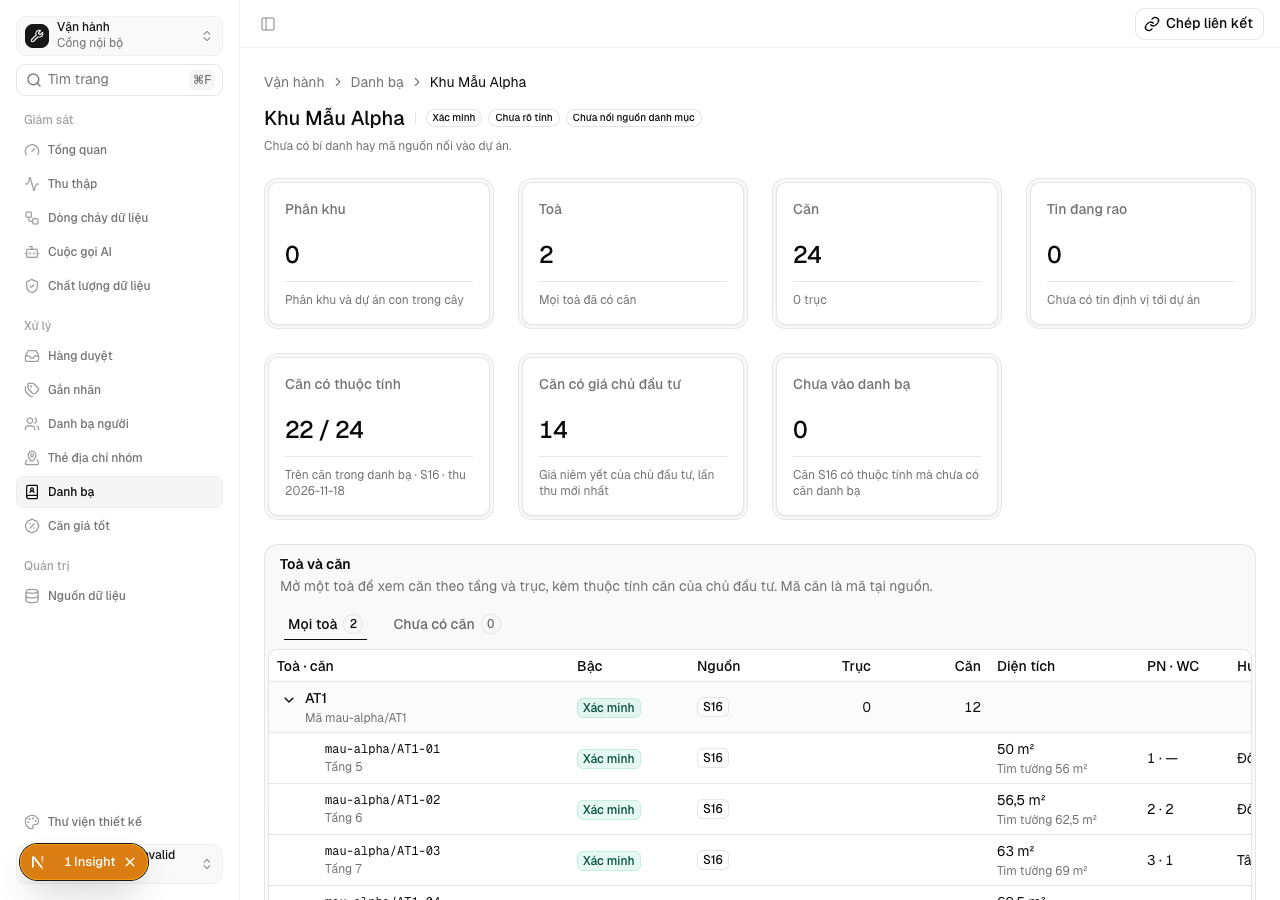 Vận hành
Cổng nội bộ
Tìm trang
⌘F
Giám sát
Tổng quan
Thu thập
Dòng chảy dữ liệu
Cuộc gọi AI
Chất lượng dữ liệu
Xử lý
Hàng duyệt
Gắn nhãn
Danh bạ người
Thẻ địa chỉ nhóm
Danh bạ
Căn giá tốt
Quản trị
Nguồn dữ liệu
Thư viện thiết kế
1 Insight
Chép liên kết
Vận hành > Danh bạ > Khu Mẫu Alpha
Khu Mẫu Alpha Xác minh Chưa rõ tỉnh Chưa nối nguồn danh mục
Chưa có bí danh hay mã nguồn nối vào dự án.
Phân khu
0
Phân khu và dự án con trong cây
Toà
2
Mọi toà đã có căn
Căn
24
0 trục
Tin đang rao
0
Chưa có tin định vị tới dự án
Căn có thuộc tính
22 / 24
Trên căn trong danh bạ · S16 · thu
2026-11-18
Căn có giá chủ đầu tư
14
Giá niêm yết của chủ đầu tư, lần
thu mới nhất
Chưa vào danh bạ
0
Căn S16 có thuộc tính mà chưa có
căn danh bạ
Toà và căn
Mở một toà để xem căn theo tầng và trục, kèm thuộc tính căn của chủ đầu tư. Mã căn là mã tại nguồn.
Mọi toà 2 Chưa có căn 0
Toà · căn Bậc Nguồn Trục Căn Diện tích PN · WC
AT1 Xác minh S16 0 12
Mã mau-alpha/AT1
mau-alpha/AT1-01 Xác minh S16 50 m² 1 · —
Tầng 5 Tim tường 56 m²
mau-alpha/AT1-02 Xác minh S16 56,5 m² 2 · 2
Tầng 6 Tim tường 62,5 m²
mau-alpha/AT1-03 Xác minh S16 63 m² 3 · 1
Tầng 7 Tim tường 69 m²